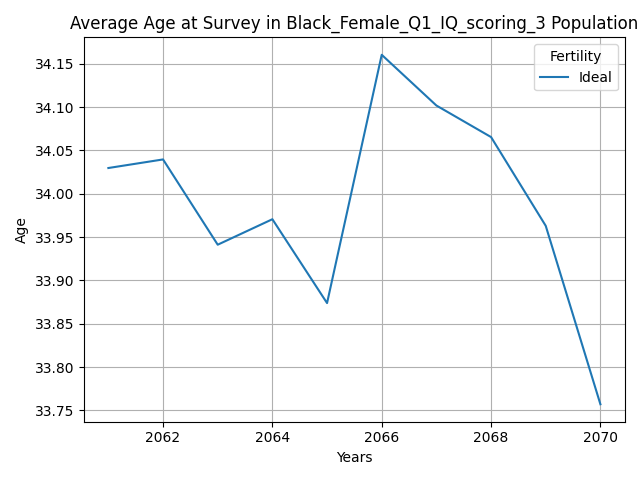 Average Age at Survey in Black_Female_Q1_IQ_scoring_3 Population
Fertility
Ideal
34.15
34.10
34.05
34.00
33.95
33.90
33.85
33.80
33.75
Age
2062 2064 2066 2068 2070
Years